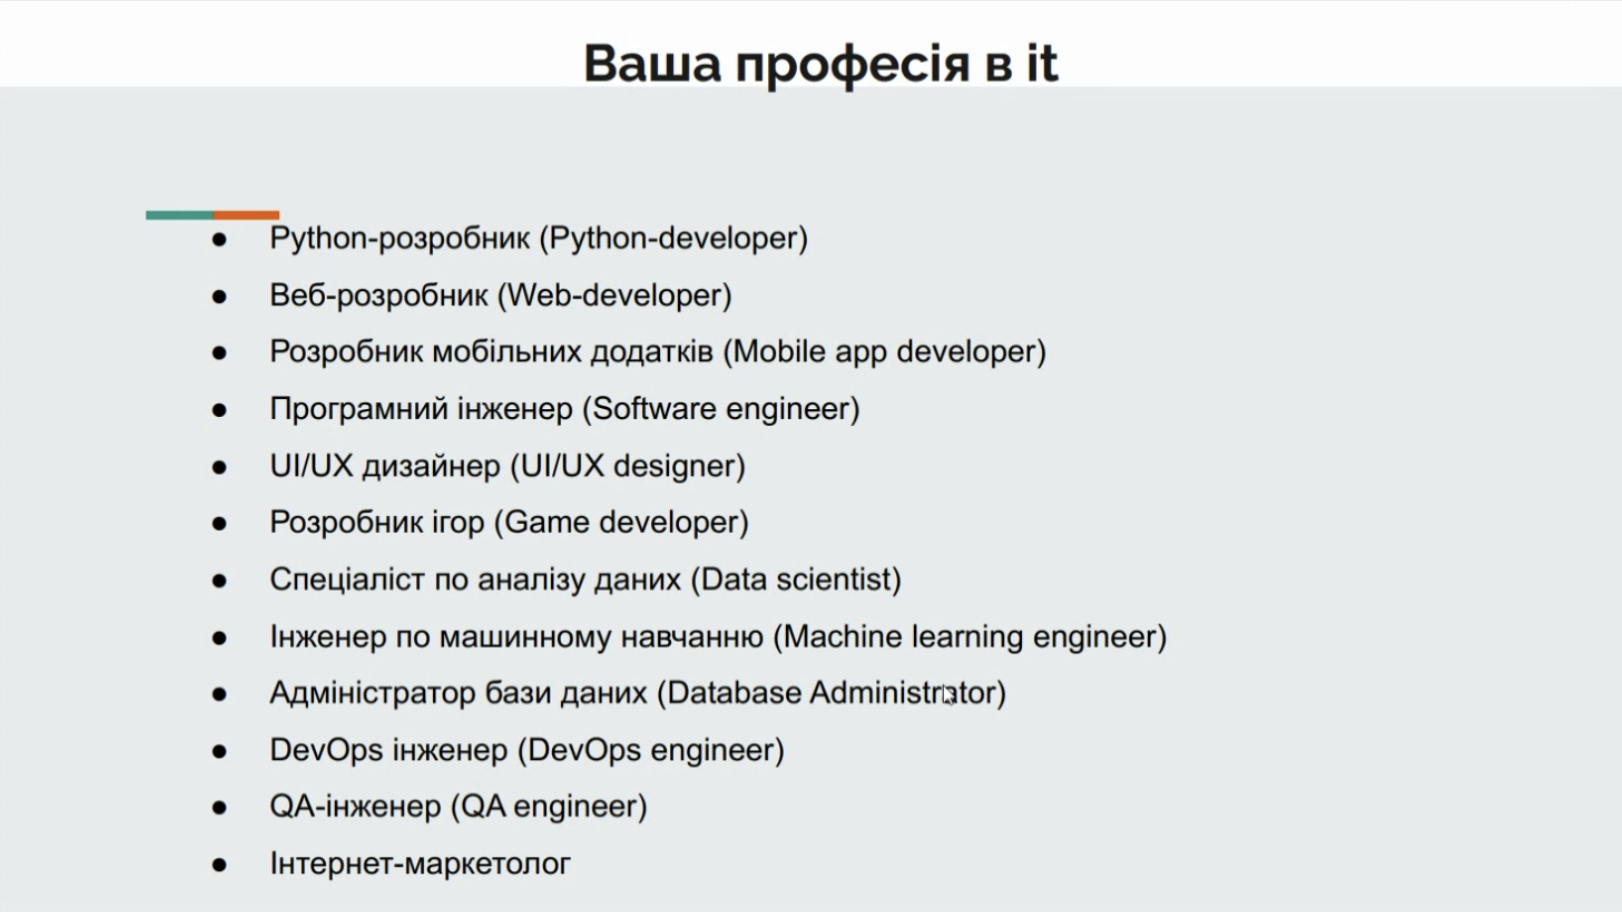 Ваша професія в it
● Python-розробник (Python-developer)
● Веб-розробник (Web-developer)
● Розробник мобільних додатків (Mobile app developer)
● Програмний інженер (Software engineer)
● UI/UX дизайнер (UI/UX designer)
● Розробник ігор (Game developer)
● Спеціаліст по аналізу даних (Data scientist)
● Інженер по машинному навчанню (Machine learning engineer)
● Адміністратор бази даних (Database Administrator)
● DevOps інженер (DevOps engineer)
● QA-інженер (QA engineer)
● Інтернет-маркетолог